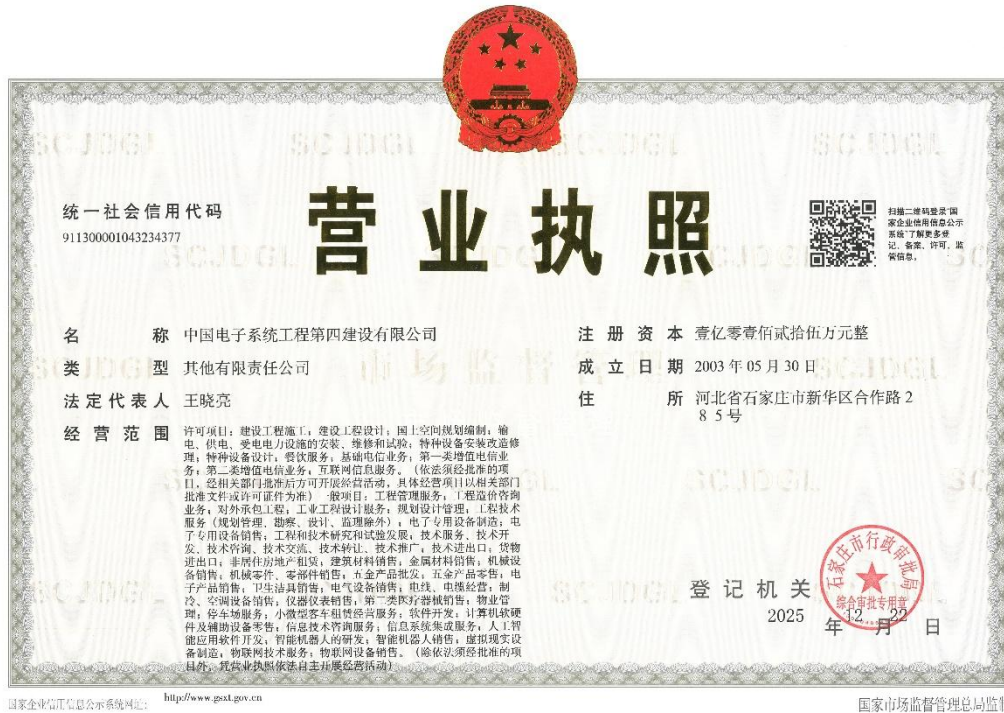 统一社会信用代码
911300001043234377
营业执照
扫描二维码登录“国
家企业信用信息公示
系统”了解更多登
记、备案、许可、监
管信息。
名称 中国电子系统工程第四建设有限公司
类型 其他有限责任公司
法定代表人 王晓亮
经营范围 许可项目：建设工程施工；建设工程设计；国土空间规划编制；输
电、供电、受电电力设施的安装、维修和试验；特种设备安装改造修
理；特种设备设计；餐饮服务；基础电信业务；第一类增值电信业
务；第二类增值电信业务；互联网信息服务。（依法须经批准的项
目，经相关部门批准后方可开展经营活动，具体经营项目以相关部门
批准文件或许可证件为准）一般项目：工程管理服务；工程造价咨询
业务；对外承包工程；工业工程设计服务；规划设计管理；工程技术
服务（规划管理、勘察、设计、监理除外）；电子专用设备制造；电
子专用设备销售；工程和技术研究和试验发展；技术服务、技术开
发、技术咨询、技术交流、技术转让、技术推广；技术进出口；货物
进出口；非居住房地产租赁；建筑材料销售；金属材料销售；机械设
备销售；机械零件、零部件销售；五金产品批发；五金产品零售；电
子产品销售；卫生洁具销售；电气设备销售；电线、电缆经营；制
冷、空调设备销售；仪器仪表销售；第二类医疗器械销售；物业管
理；停车场服务；小微型客车租赁经营服务；软件开发；计算机软硬
件及辅助设备零售；信息技术咨询服务；信息系统集成服务；人工智
能应用软件开发；智能机器人的研发；智能机器人销售；虚拟现实设
备制造；物联网技术服务；物联网设备销售。（除依法须经批准的项
目外，凭营业执照依法自主开展经营活动）
注册资本 壹亿零壹佰贰拾伍万元整
成立日期 2003年05月30日
住所 河北省石家庄市新华区合作路2
85号
市场监督管理
SCJDGL
登记机关
石家庄市行政审批局
综合审批专用章
2025年12月22日
国家企业信用信息公示系统网址： http://www.gsxt.gov.cn
国家市场监督管理总局监制